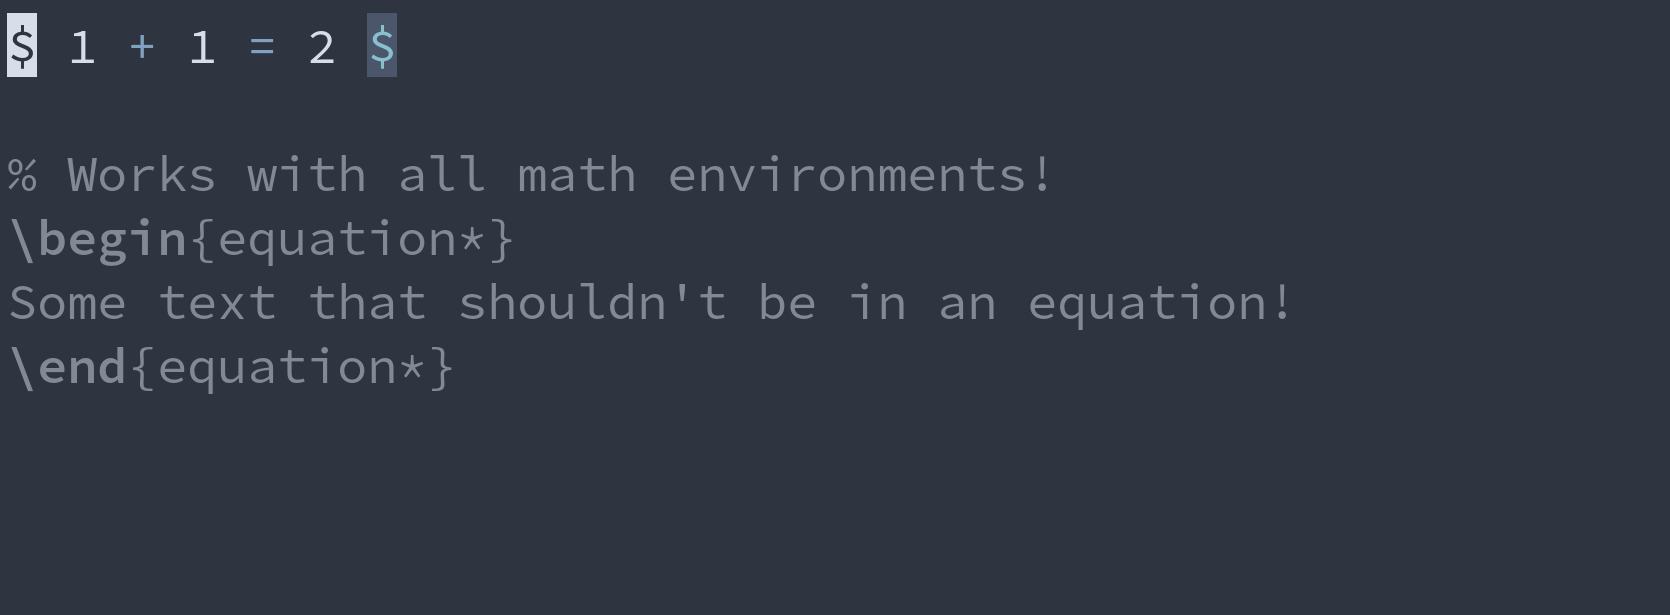 $ 1 + 1 = 2 $
% Works with all math environments!
\begin{equation*}
Some text that shouldn't be in an equation!
\end{equation*}